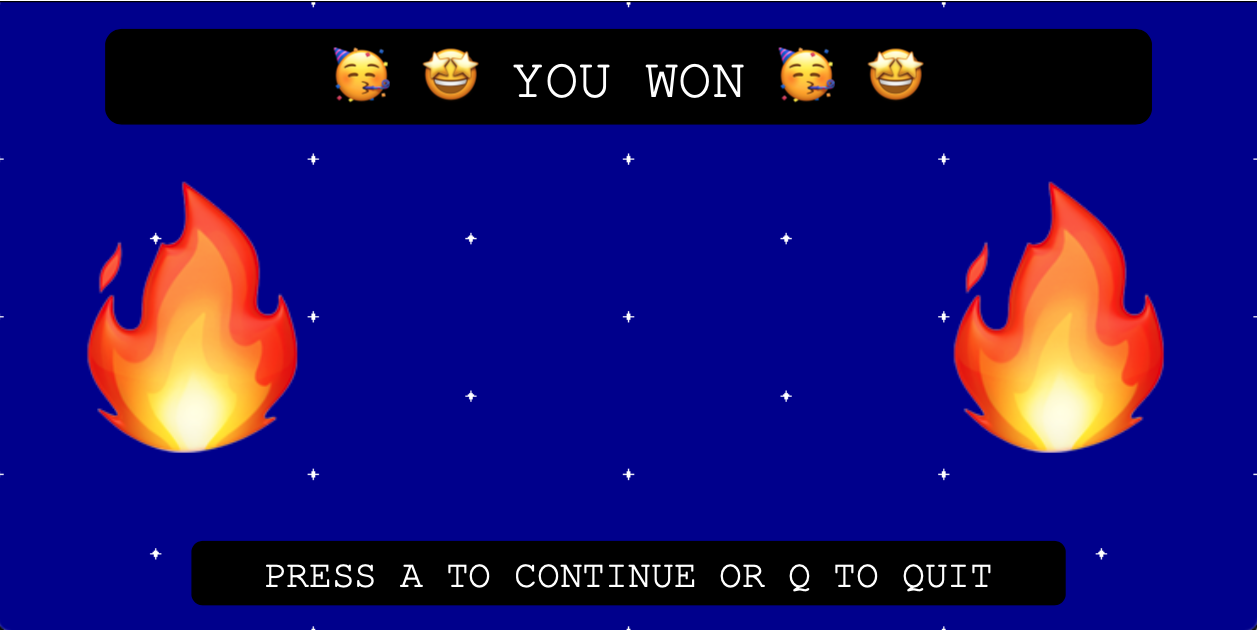 🥳 🤩 YOU WON 🥳 🤩
PRESS A TO CONTINUE OR Q TO QUIT